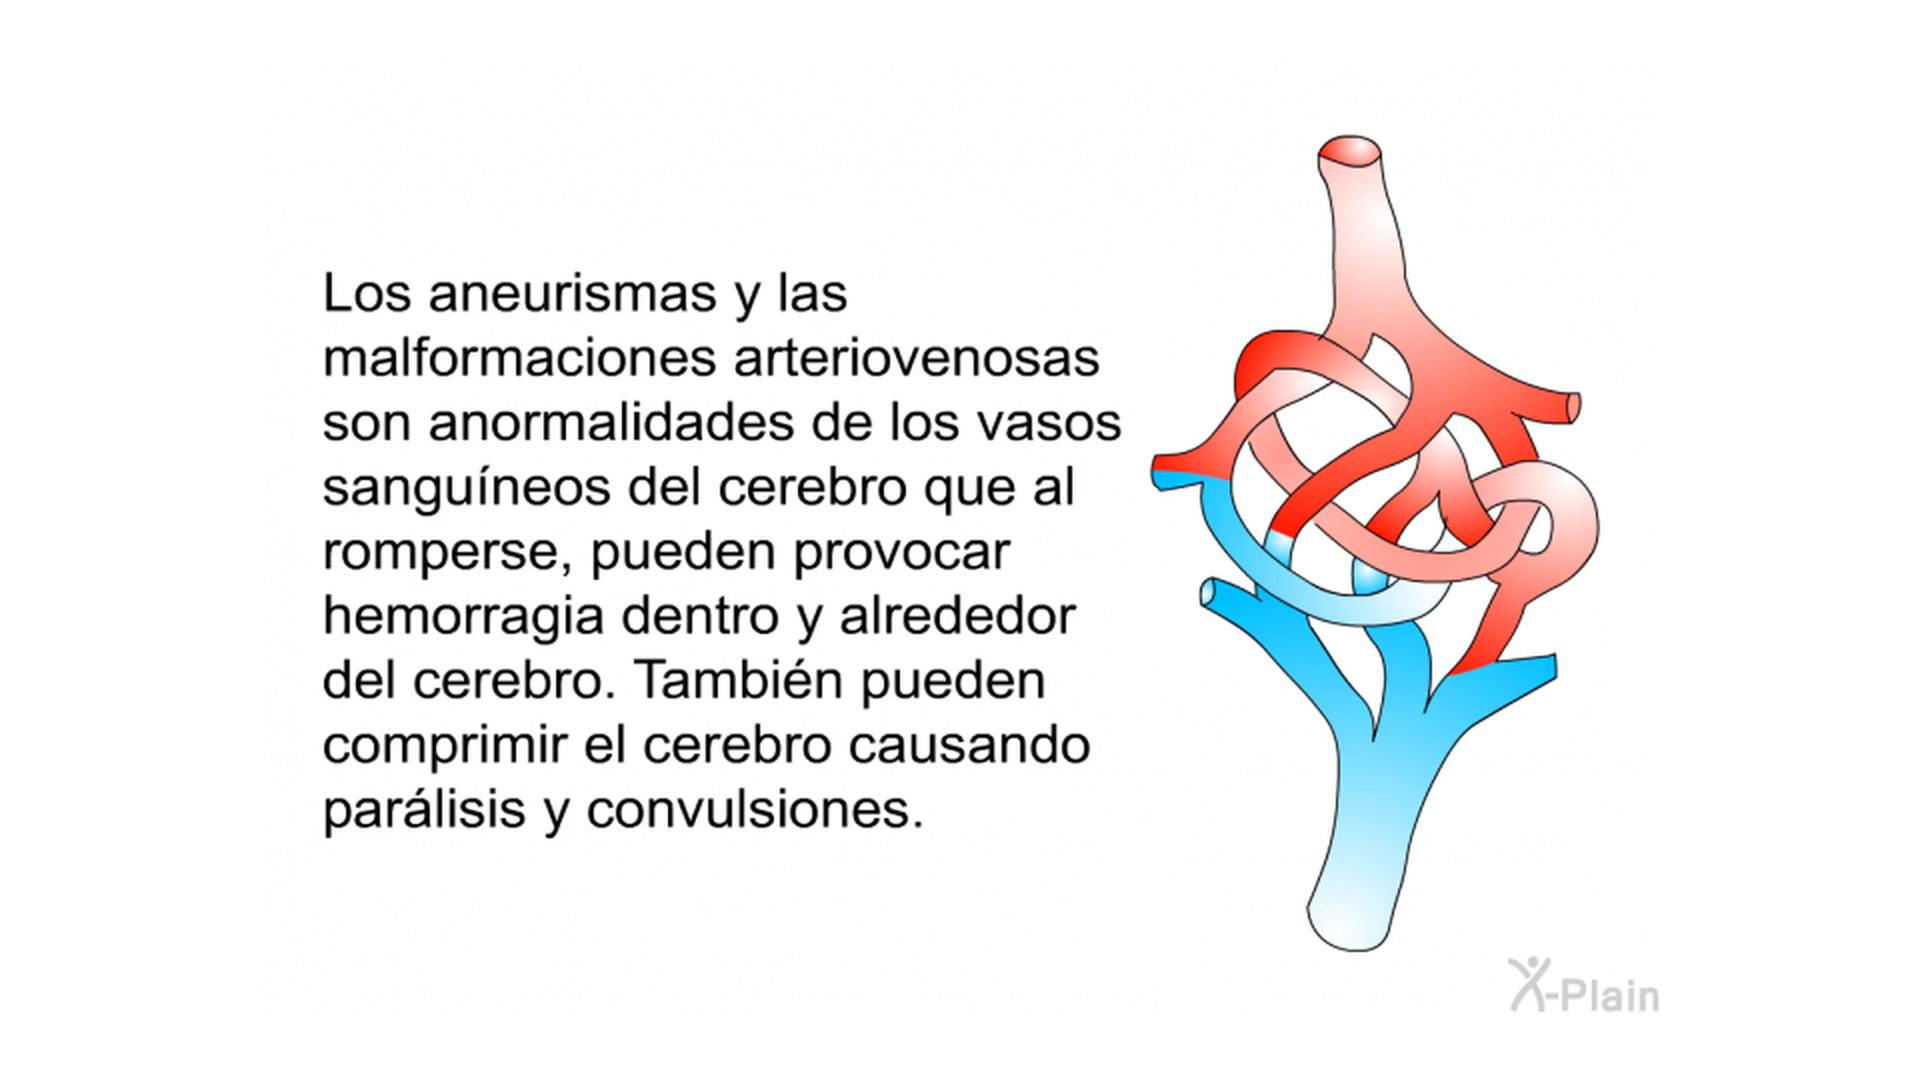 Los aneurismas y las
malformaciones arteriovenosas
son anormalidades de los vasos
sanguíneos del cerebro que al
romperse, pueden provocar
hemorragia dentro y alrededor
del cerebro. También pueden
comprimir el cerebro causando
parálisis y convulsiones.
X-Plain